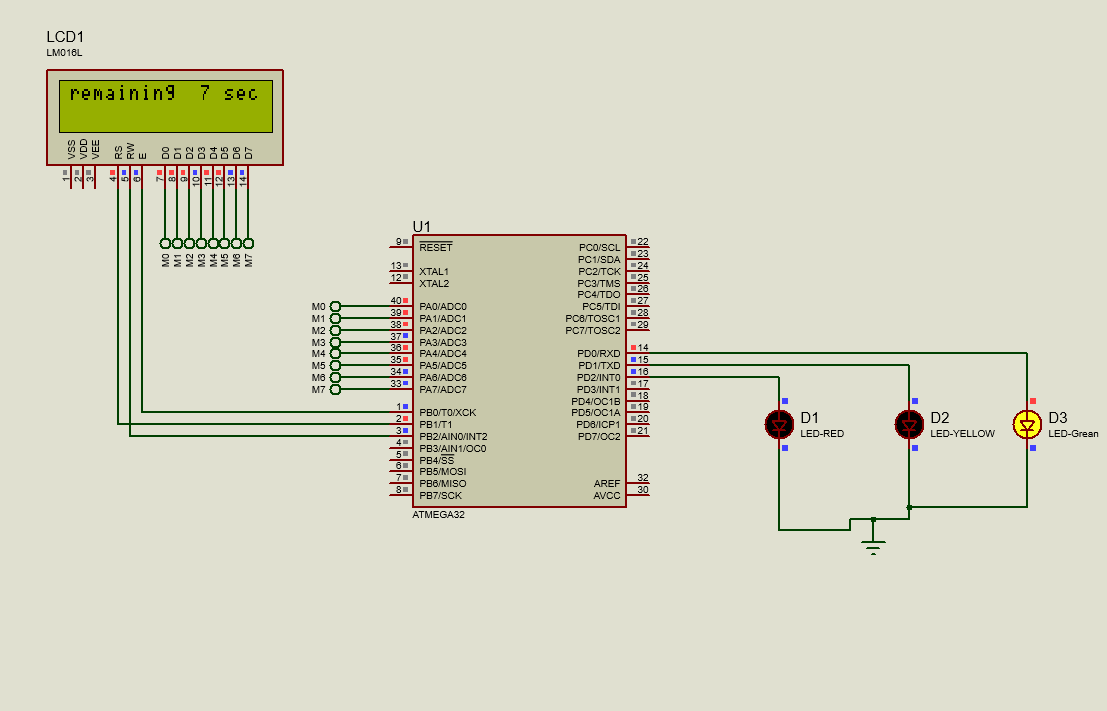 LCD1
LM016L
remaining  7 sec
VSS VDD VEE RS RW E D0 D1 D2 D3 D4 D5 D6 D7
1 2 3 4 5 6 7 8 9 10 11 12 13 14
M0 M1 M2 M3 M4 M5 M6 M7
U1
9 RESET PC0/SCL 22
PC1/SDA 23
13 XTAL1 PC2/TCK 24
12 XTAL2 PC3/TMS 25
PC4/TDO 26
M0 40 PA0/ADC0 PC5/TDI 27
M1 39 PA1/ADC1 PC6/TOSC1 28
M2 38 PA2/ADC2 PC7/TOSC2 29
M3 37 PA3/ADC3
M4 36 PA4/ADC4 PD0/RXD 14
M5 35 PA5/ADC5 PD1/TXD 15
M6 34 PA6/ADC6 PD2/INT0 16
M7 33 PA7/ADC7 PD3/INT1 17
PD4/OC1B 18
1 PB0/T0/XCK PD5/OC1A 19
2 PB1/T1 PD6/ICP1 20
3 PB2/AIN0/INT2 PD7/OC2 21
4 PB3/AIN1/OC0
5 PB4/SS
6 PB5/MOSI
7 PB6/MISO AREF 32
8 PB7/SCK AVCC 30
ATMEGA32
D1
LED-RED
D2
LED-YELLOW
D3
LED-Grean